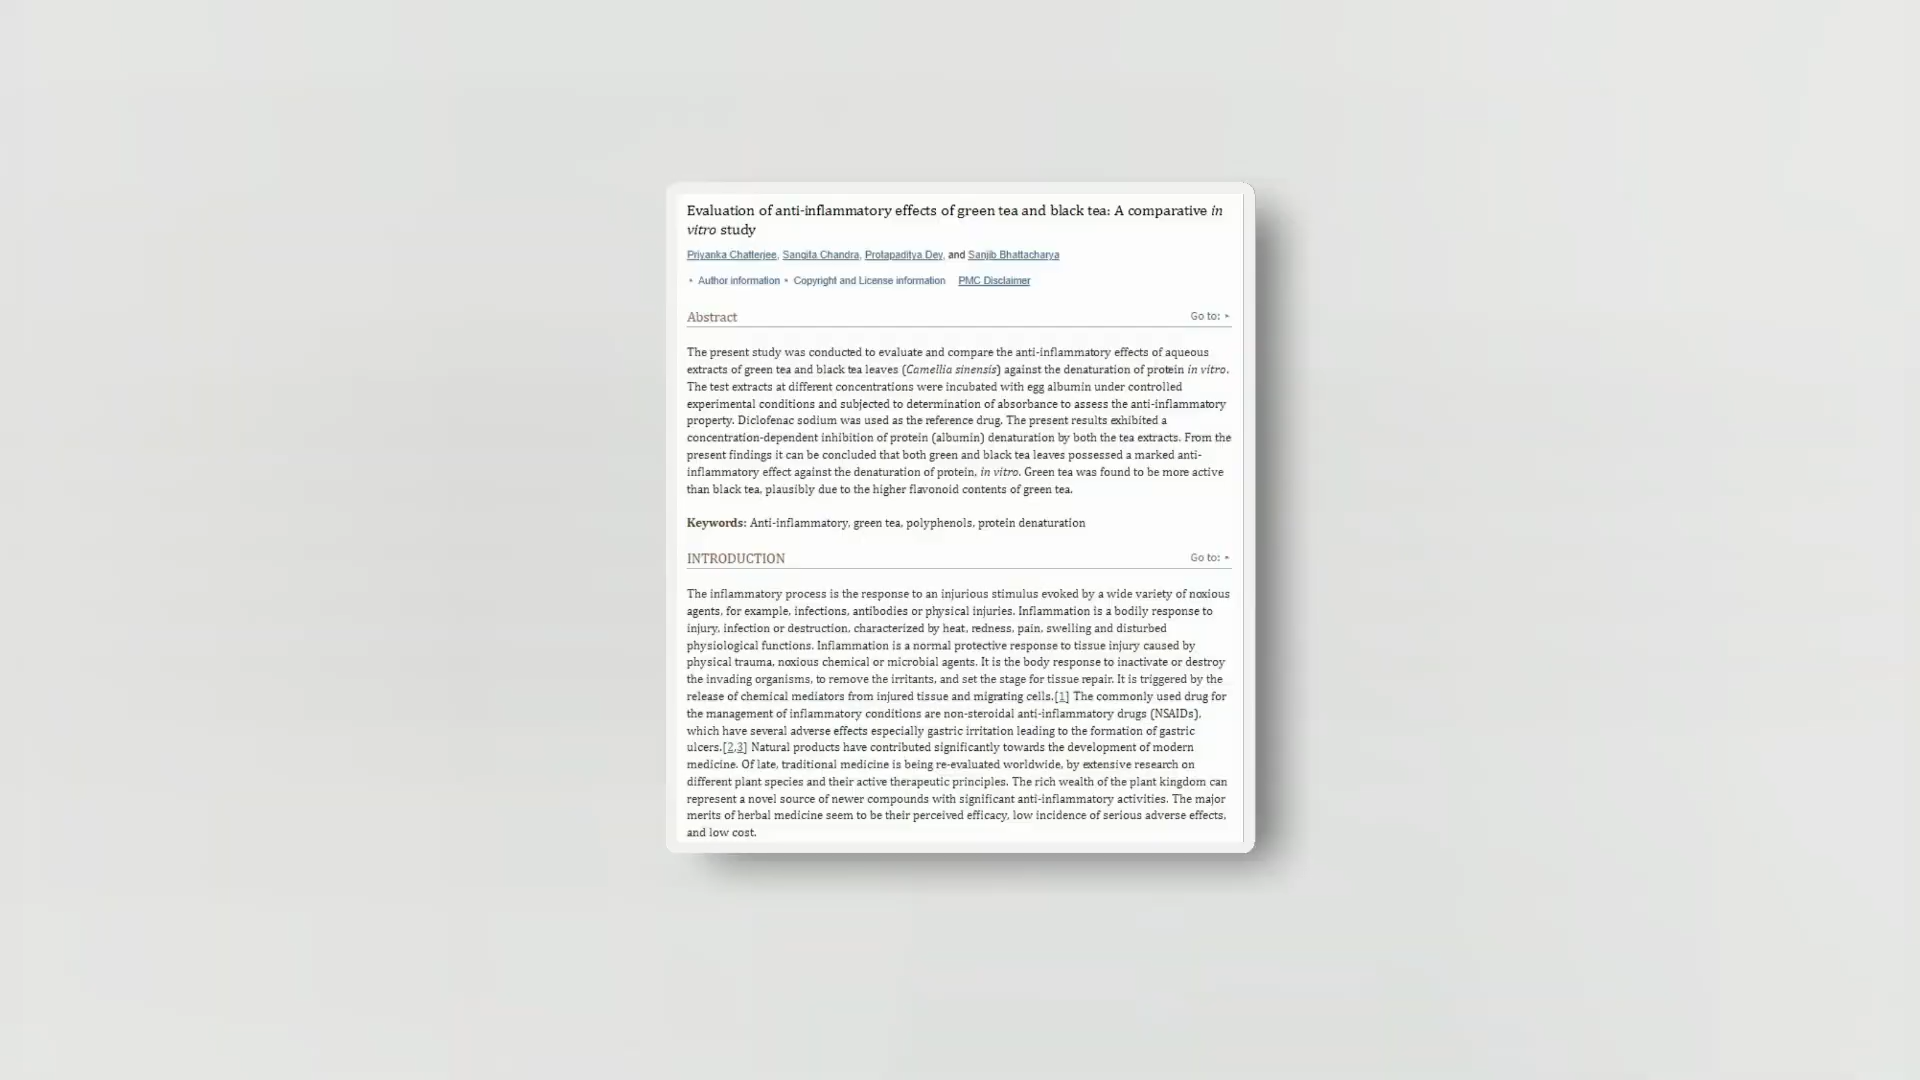 Evaluation of anti-inflammatory effects of green tea and black tea: A comparative in
vitro study
Priyanka Chatterjee, Sangita Chandra, Protapaditya Dey, and Sanjib Bhattacharya
Author information Copyright and License information PMC Disclaimer
Abstract Go to:
The present study was conducted to evaluate and compare the anti-inflammatory effects of aqueous
extracts of green tea and black tea leaves (Camellia sinensis) against the denaturation of protein in vitro.
The test extracts at different concentrations were incubated with egg albumin under controlled
experimental conditions and subjected to determination of absorbance to assess the anti-inflammatory
property. Diclofenac sodium was used as the reference drug. The present results exhibited a
concentration-dependent inhibition of protein (albumin) denaturation by both the tea extracts. From the
present findings it can be concluded that both green and black tea leaves possessed a marked anti-
inflammatory effect against the denaturation of protein, in vitro. Green tea was found to be more active
than black tea, plausibly due to the higher flavonoid contents of green tea.
Keywords: Anti-inflammatory, green tea, polyphenols, protein denaturation
INTRODUCTION Go to:
The inflammatory process is the response to an injurious stimulus evoked by a wide variety of noxious
agents, for example, infections, antibodies or physical injuries. Inflammation is a bodily response to
injury, infection or destruction, characterized by heat, redness, pain, swelling and disturbed
physiological functions. Inflammation is a normal protective response to tissue injury caused by
physical trauma, noxious chemical or microbial agents. It is the body response to inactivate or destroy
the invading organisms, to remove the irritants, and set the stage for tissue repair. It is triggered by the
release of chemical mediators from injured tissue and migrating cells.[1] The commonly used drug for
the management of inflammatory conditions are non-steroidal anti-inflammatory drugs (NSAIDs),
which have several adverse effects especially gastric irritation leading to the formation of gastric
ulcers.[2,3] Natural products have contributed significantly towards the development of modern
medicine. Of late, traditional medicine is being re-evaluated worldwide, by extensive research on
different plant species and their active therapeutic principles. The rich wealth of the plant kingdom can
represent a novel source of newer compounds with significant anti-inflammatory activities. The major
merits of herbal medicine seem to be their perceived efficacy, low incidence of serious adverse effects,
and low cost.